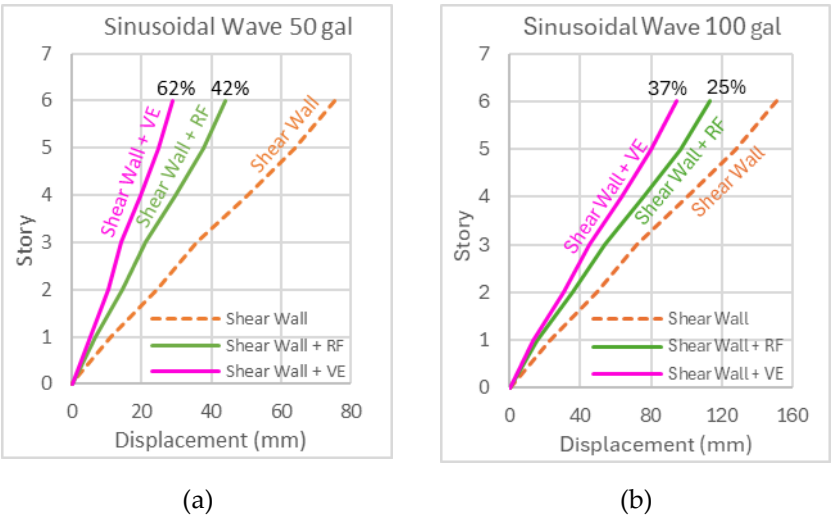 Sinusoidal Wave 50 gal
7
6
5
4
3
2
1
0
Story
62%
42%
Shear Wall + VE
Shear Wall + RF
Shear Wall
Shear Wall
Shear Wall + RF
Shear Wall + VE
0 20 40 60 80
Displacement (mm)
(a)
Sinusoidal Wave 100 gal
7
6
5
4
3
2
1
0
Story
37%
25%
Shear Wall + VE
Shear Wall + RF
Shear Wall
Shear Wall
Shear Wall + RF
Shear Wall + VE
0 40 80 120 160
Displacement (mm)
(b)